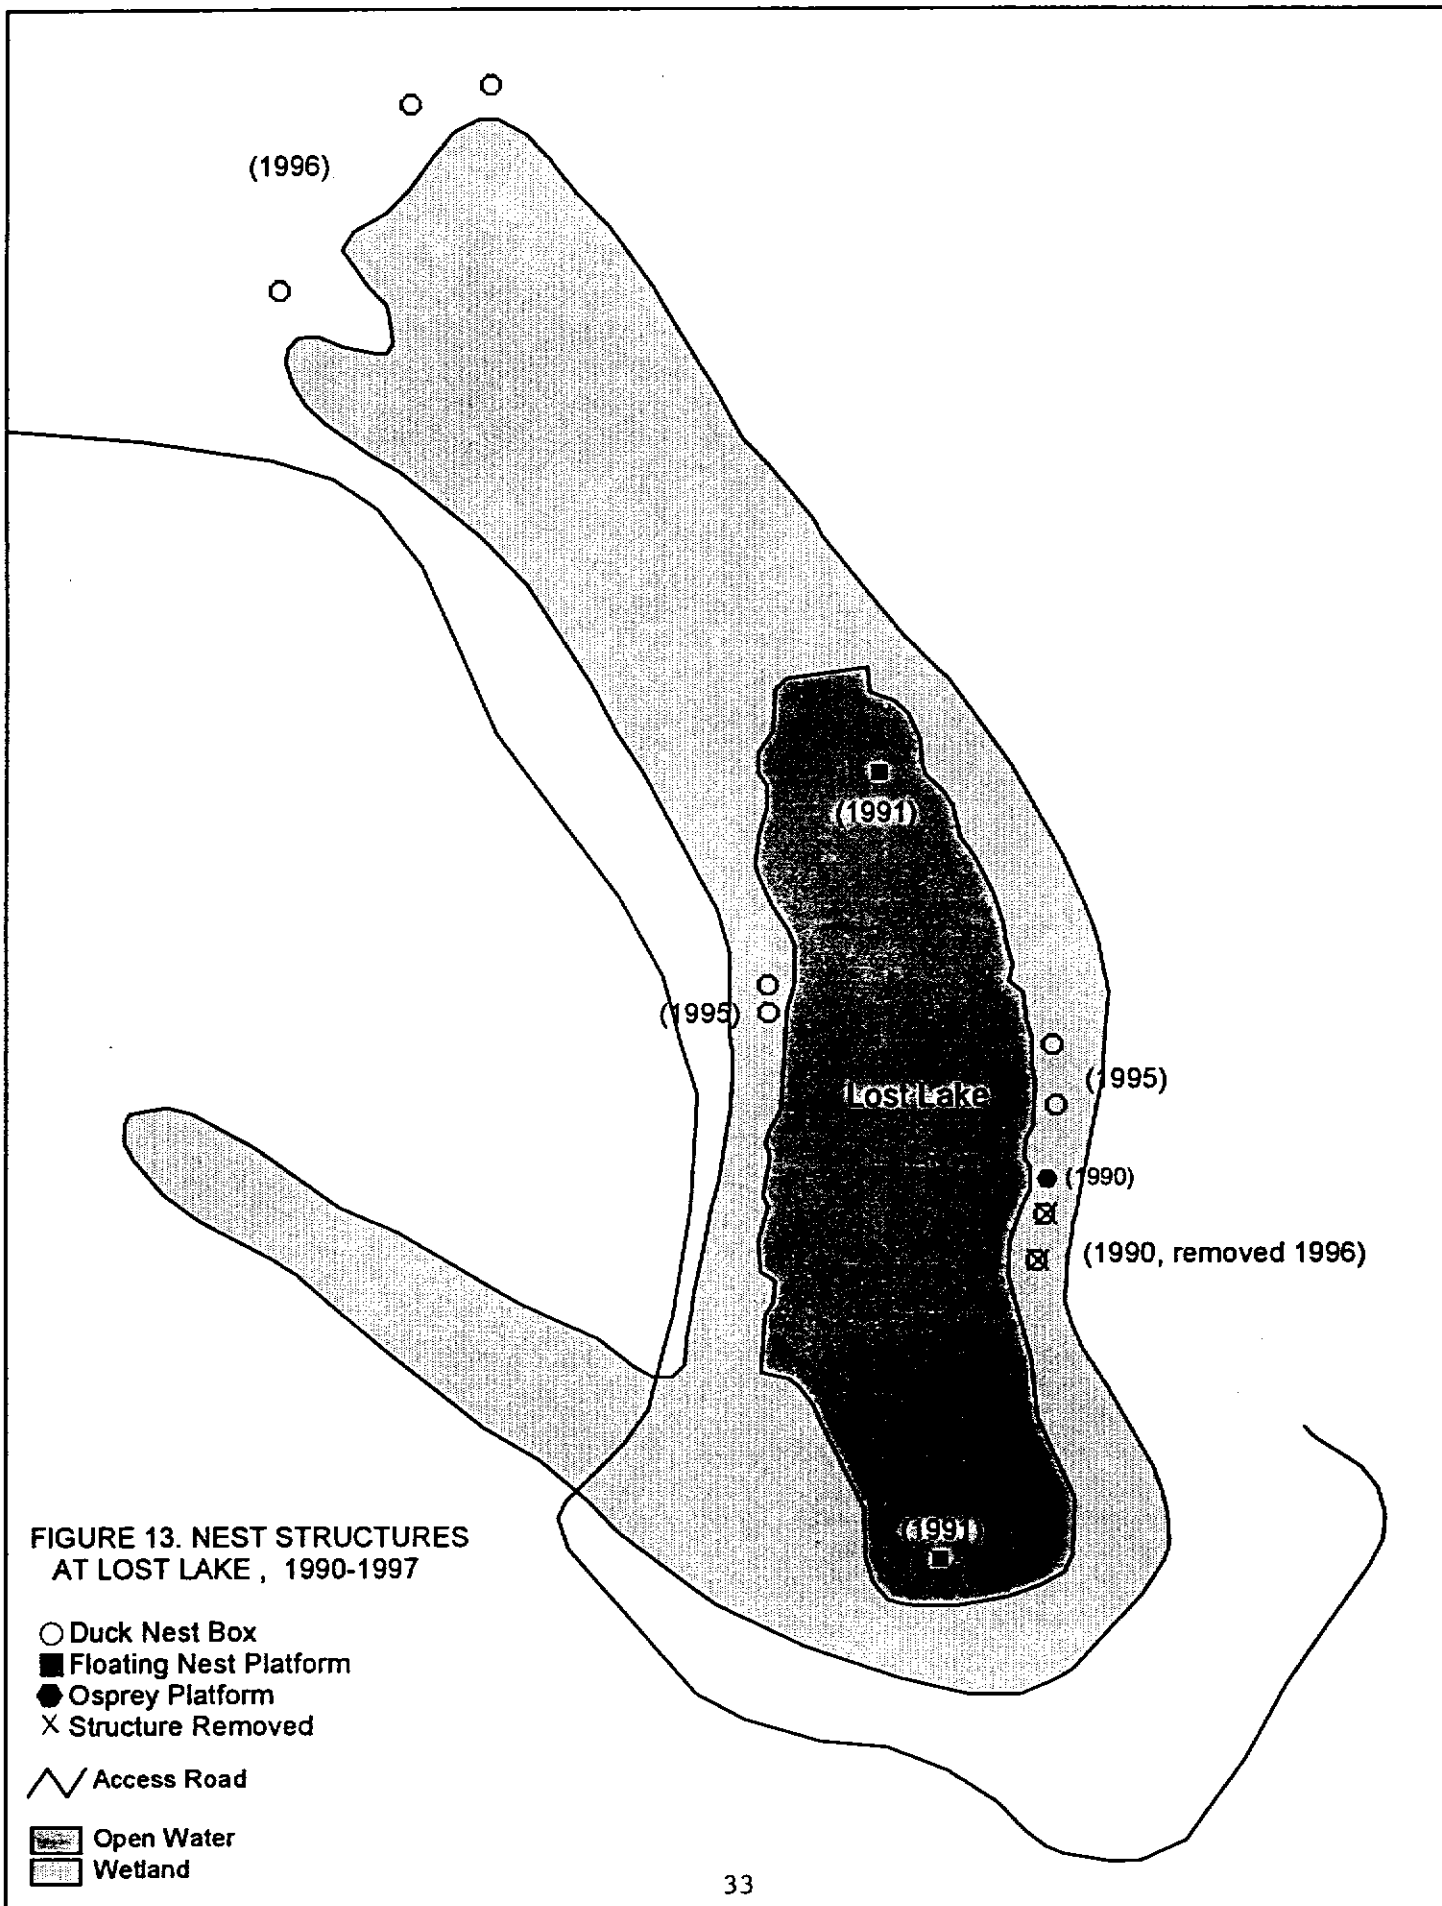 (1996)
(1991)
(1995)
(1995)
Lost Lake
(1990)
(1990, removed 1996)
(1991)
FIGURE 13. NEST STRUCTURES
AT LOST LAKE , 1990-1997
Duck Nest Box
Floating Nest Platform
Osprey Platform
Structure Removed
Access Road
Open Water
Wetland
33